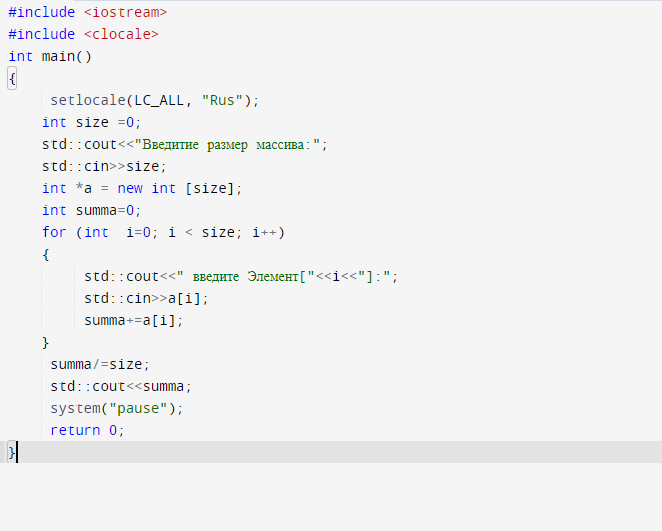 #include <iostream>
#include <clocale>
int main()
{
setlocale(LC_ALL, "Rus");
int size =0;
std::cout<<"Введитие размер массива:";
std::cin>>size;
int *a = new int [size];
int summa=0;
for (int  i=0; i < size; i++)
{
std::cout<<" введите Элемент["<<i<<"]:";
std::cin>>a[i];
summa+=a[i];
}
summa/=size;
std::cout<<summa;
system("pause");
return 0;
}